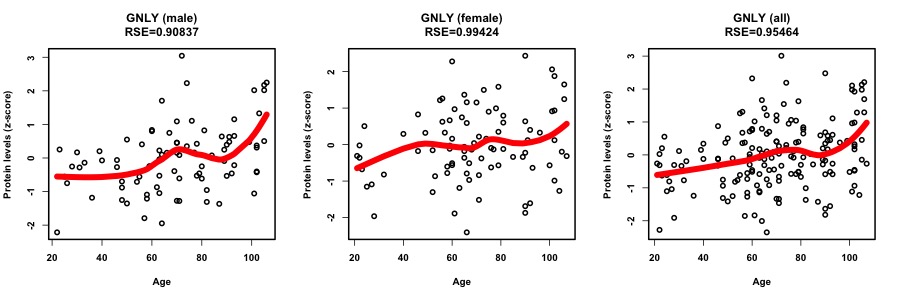 GNLY (male)
RSE=0.90837
Protein levels (z-score)
3
2
1
0
-1
-2
20 40 60 80 100
Age
GNLY (female)
RSE=0.99424
Protein levels (z-score)
2
1
0
-1
-2
20 40 60 80 100
Age
GNLY (all)
RSE=0.95464
Protein levels (z-score)
3
2
1
0
-1
-2
20 40 60 80 100
Age